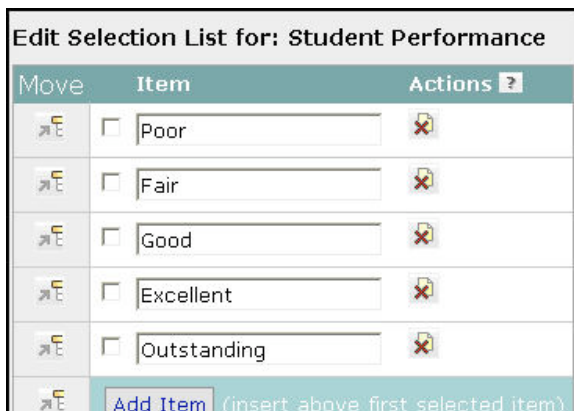 Edit Selection List for: Student Performance
Move Item Actions ?
Poor
Fair
Good
Excellent
Outstanding
Add Item (insert above first selected item)